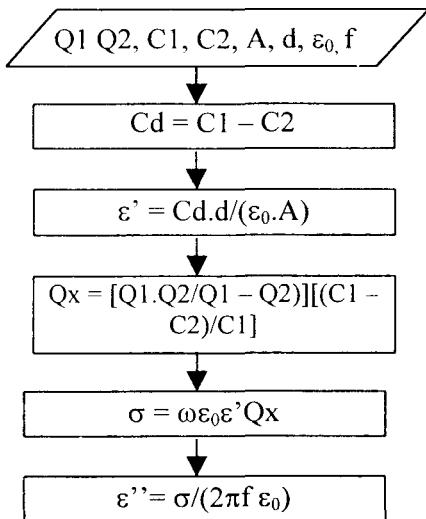 Q1 Q2, C1, C2, A, d, ε₀, f
Cd = C1 – C2
ε' = Cd.d/(ε₀.A)
Qx = [Q1.Q2/Q1 – Q2)][(C1 –
C2)/C1]
σ = ωε₀ε'Qx
ε''= σ/(2πf ε₀)